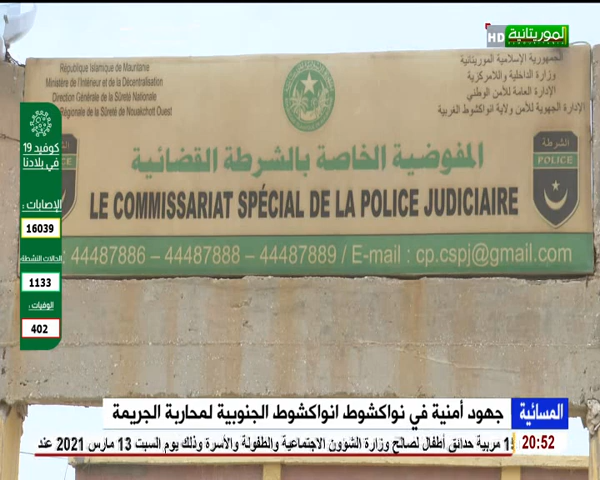 الموريتانية
HD
République Islamique de Mauritanie
Ministère de l'Intérieur et de la Décentralisation
Direction Générale de la Sûreté Nationale
Régionale de la Sûreté de Nouakchott Ouest
الجمهورية الإسلامية الموريتانية
وزارة الداخلية واللامركزية
الإدارة العامة للأمن الوطني
الإدارة الجهوية للأمن ولاية انواكشوط الغربية
المفوضية الخاصة بالشرطة القضائية
الشرطة
POLICE
LE COMMISSARIAT SPÉCIAL DE LA POLICE JUDICIAIRE
44487886 – 44487888 – 44487889 / E-mail : cp.cspj@gmail.com
كوفيد 19
في بلادنا
الإصابات :
16039
الحالات النشطة:
1133
الوفيات :
402
المسائية
جهود أمنية في نواكشوط انواكشوط الجنوبية لمحاربة الجريمة
20:52
مربية حدائق أطفال لصالح وزارة الشؤون الاجتماعية والطفولة والأسرة وذلك يوم السبت 13 مارس 2021 عند